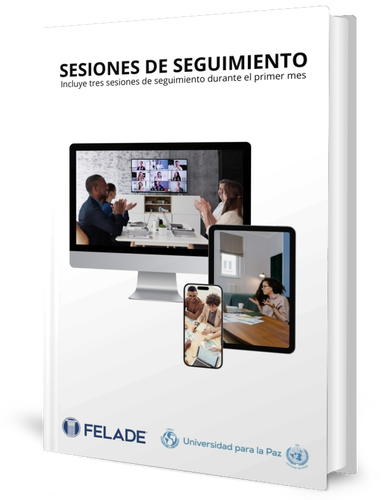 SESIONES DE SEGUIMIENTO
Incluye tres sesiones de seguimiento durante el primer mes
FELADE
Universidad para la Paz